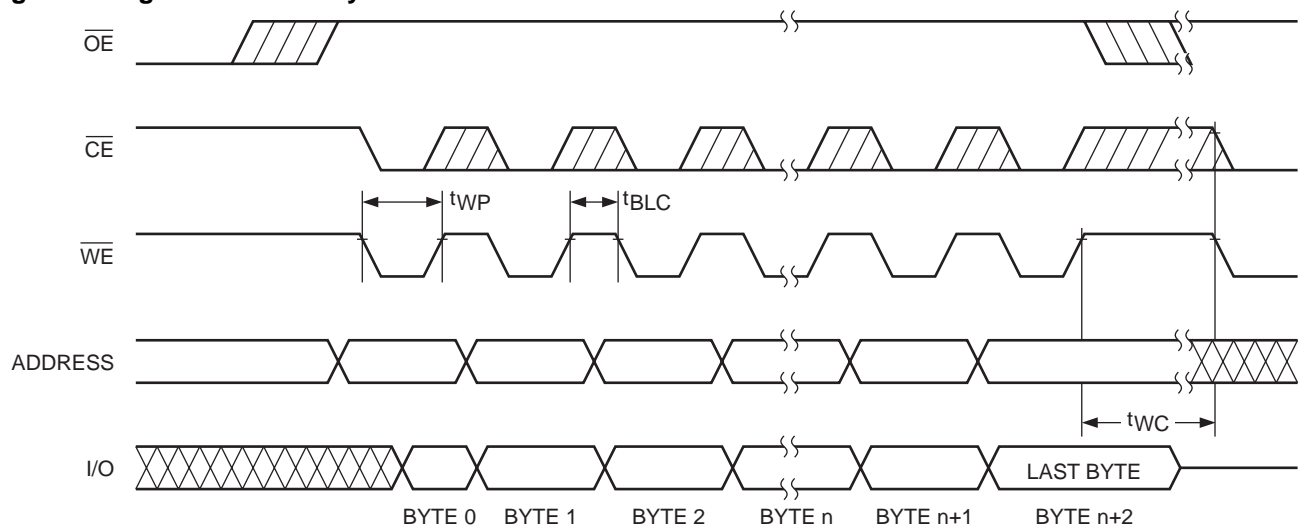 OE
CE
tWP
tBLC
WE
ADDRESS
tWC
I/O
LAST BYTE
BYTE 0 BYTE 1 BYTE 2 BYTE n BYTE n+1 BYTE n+2